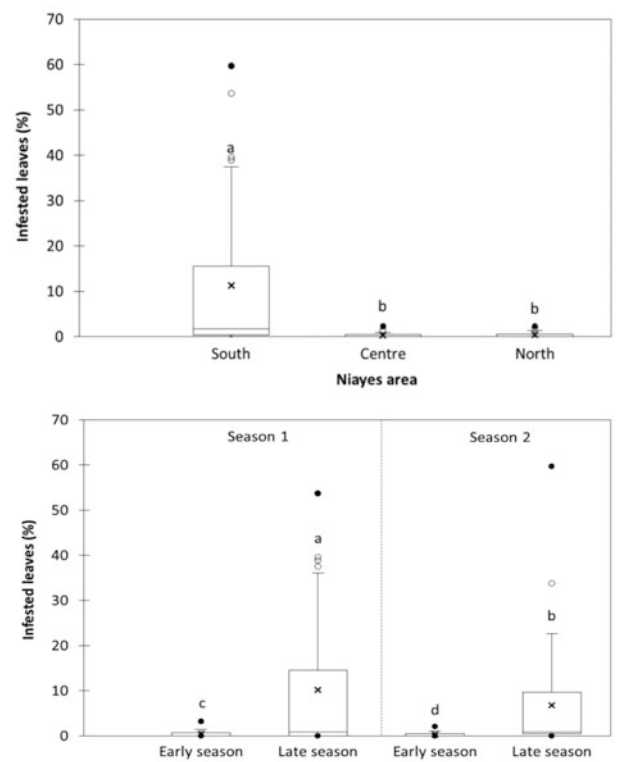 70
60
50
40
30
20
10
0
Infested leaves (%)
a
b
b
South Centre North
Niayes area
70
60
50
40
30
20
10
0
Infested leaves (%)
Season 1 Season 2
a
b
c
d
Early season Late season Early season Late season